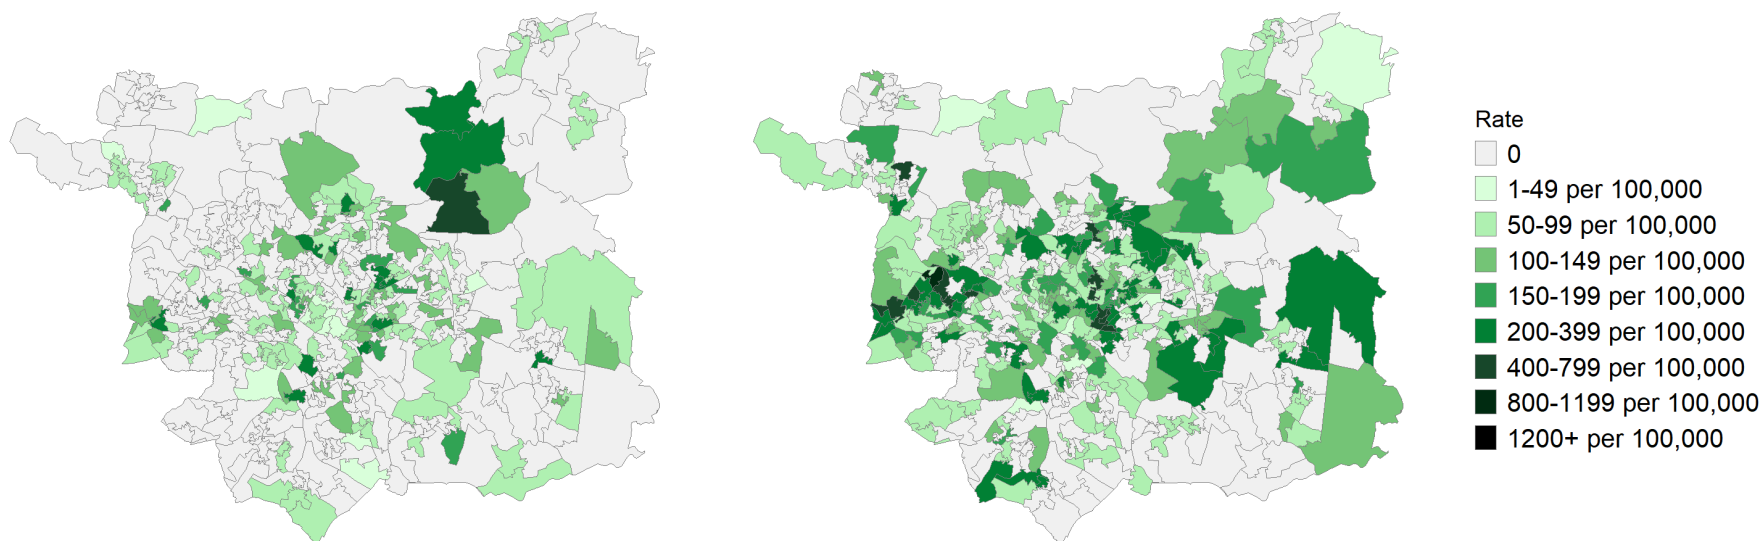 Rate
0
1-49 per 100,000
50-99 per 100,000
100-149 per 100,000
150-199 per 100,000
200-399 per 100,000
400-799 per 100,000
800-1199 per 100,000
1200+ per 100,000